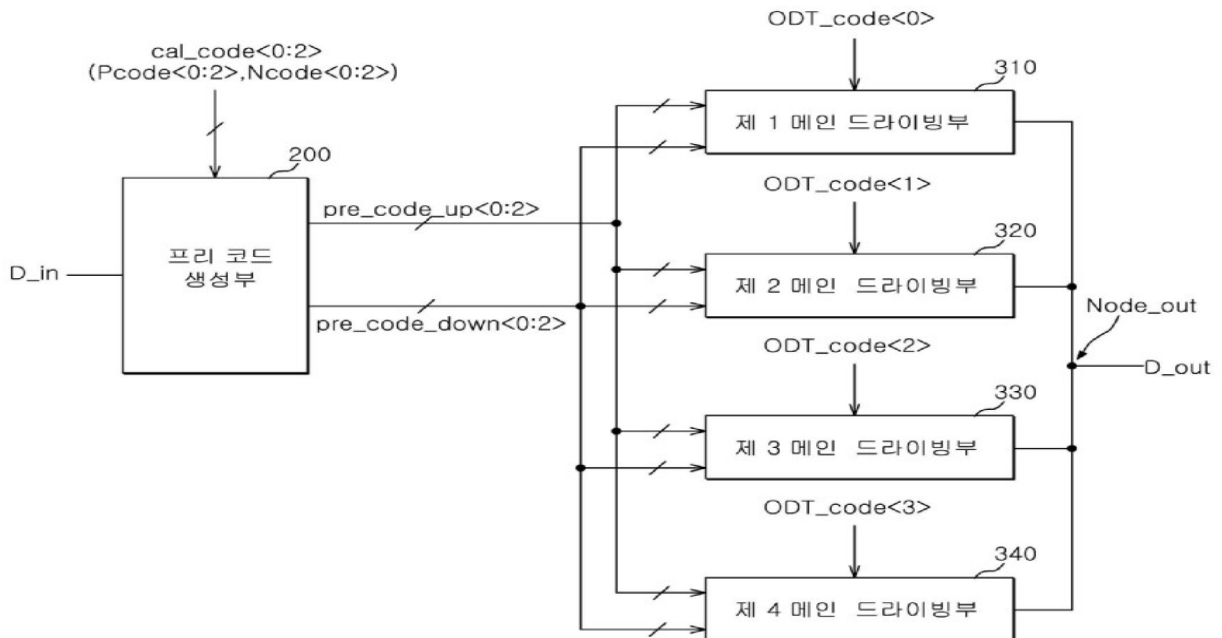 ODT_code<0>
cal_code<0:2>
(Pcode<0:2>,Ncode<0:2>)
310
제 1 메인 드라이빙부
200
ODT_code<1>
pre_code_up<0:2>
320
프리 코드
생성부
D_in
제 2 메인 드라이빙부
pre_code_down<0:2>
Node_out
ODT_code<2>
D_out
330
제 3 메인 드라이빙부
ODT_code<3>
340
제 4 메인 드라이빙부